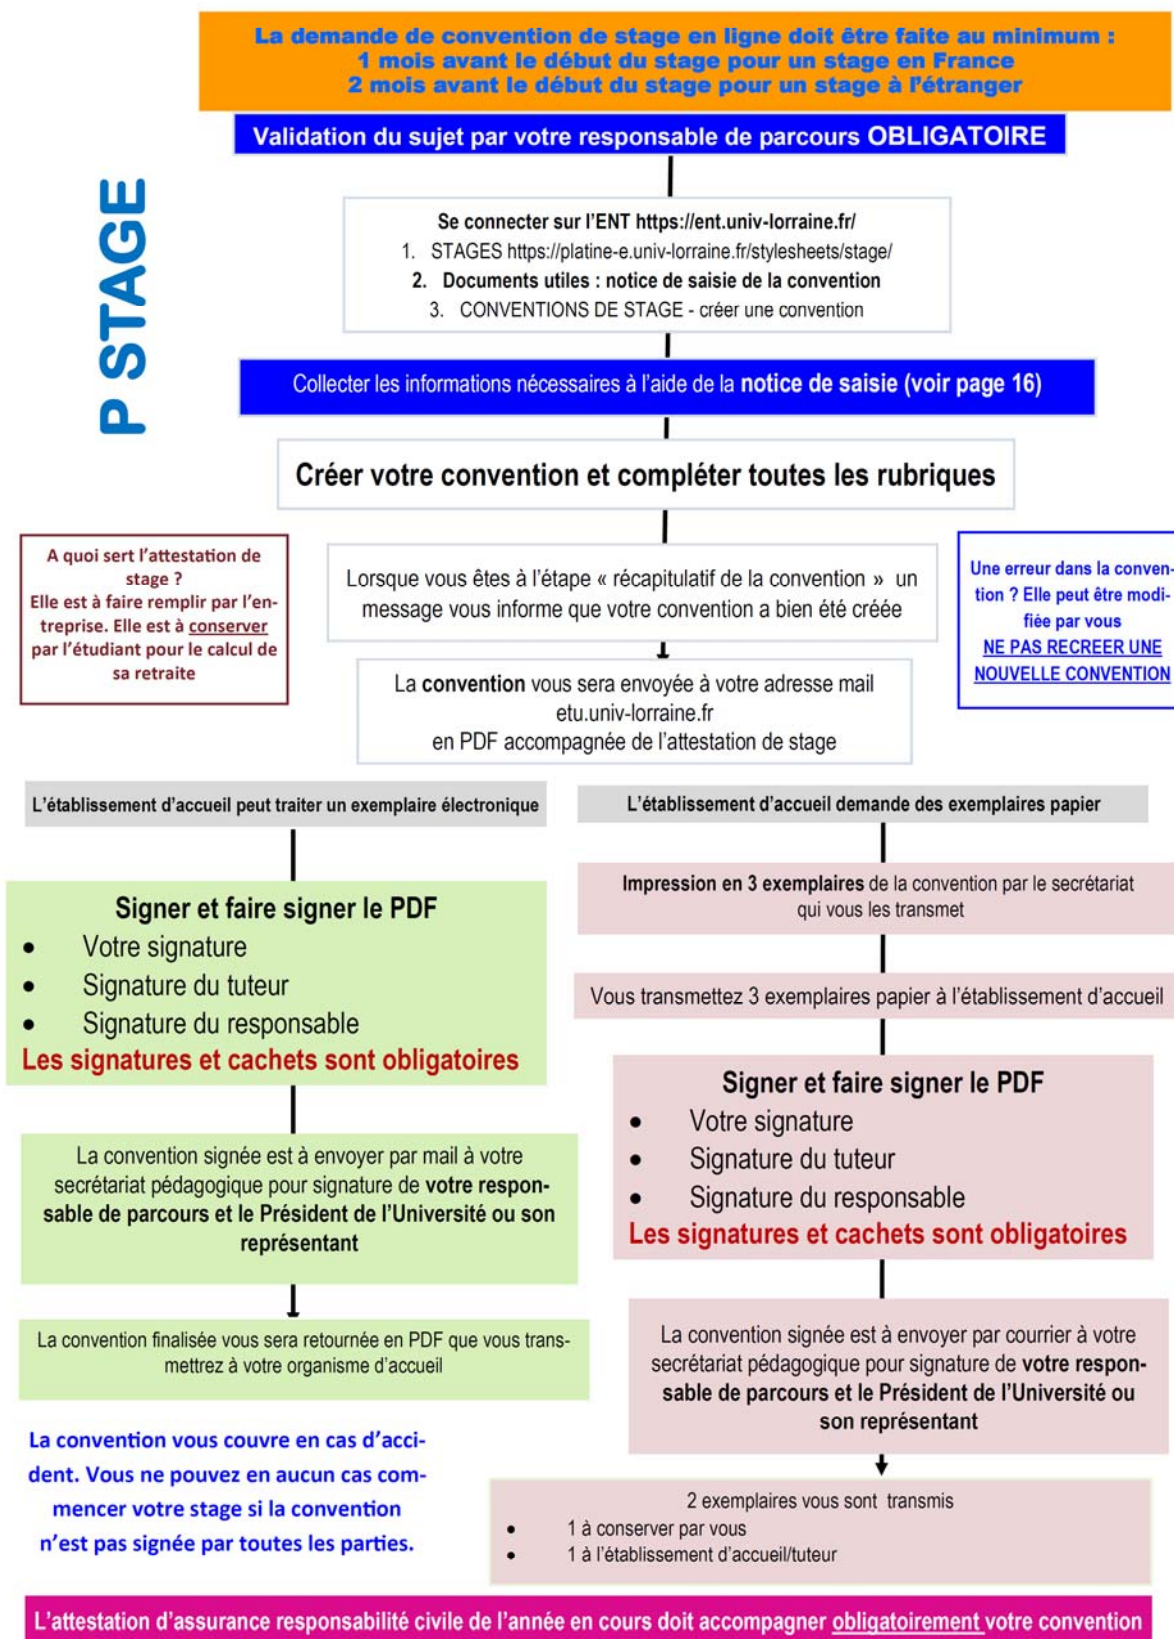 La demande de convention de stage en ligne doit être faite au minimum :
1 mois avant le début du stage pour un stage en France
2 mois avant le début du stage pour un stage à l'étranger
Validation du sujet par votre responsable de parcours OBLIGATOIRE
P STAGE
Se connecter sur l'ENT https://ent.univ-lorraine.fr/
1. STAGES https://platine-e.univ-lorraine.fr/stylesheets/stage/
2. Documents utiles : notice de saisie de la convention
3. CONVENTIONS DE STAGE - créer une convention
Collecter les informations nécessaires à l'aide de la notice de saisie (voir page 16)
Créer votre convention et compléter toutes les rubriques
A quoi sert l'attestation de
stage ?
Elle est à faire remplir par l'en-
treprise. Elle est à conserver
par l'étudiant pour le calcul de
sa retraite
Lorsque vous êtes à l'étape « récapitulatif de la convention » un
message vous informe que votre convention a bien été créée
Une erreur dans la conven-
tion ? Elle peut être modi-
fiée par vous
NE PAS RECREER UNE
NOUVELLE CONVENTION
La convention vous sera envoyée à votre adresse mail
etu.univ-lorraine.fr
en PDF accompagnée de l'attestation de stage
L'établissement d'accueil peut traiter un exemplaire électronique
Signer et faire signer le PDF
• Votre signature
• Signature du tuteur
• Signature du responsable
Les signatures et cachets sont obligatoires
La convention signée est à envoyer par mail à votre
secrétariat pédagogique pour signature de votre respon-
sable de parcours et le Président de l'Université ou son
représentant
La convention finalisée vous sera retournée en PDF que vous trans-
mettrez à votre organisme d'accueil
La convention vous couvre en cas d'acci-
dent. Vous ne pouvez en aucun cas com-
mencer votre stage si la convention
n'est pas signée par toutes les parties.
L'établissement d'accueil demande des exemplaires papier
Impression en 3 exemplaires de la convention par le secrétariat
qui vous les transmet
Vous transmettez 3 exemplaires papier à l'établissement d'accueil
Signer et faire signer le PDF
• Votre signature
• Signature du tuteur
• Signature du responsable
Les signatures et cachets sont obligatoires
La convention signée est à envoyer par courrier à votre
secrétariat pédagogique pour signature de votre respon-
sable de parcours et le Président de l'Université ou
son représentant
2 exemplaires vous sont transmis
• 1 à conserver par vous
• 1 à l'établissement d'accueil/tuteur
L'attestation d'assurance responsabilité civile de l'année en cours doit accompagner obligatoirement votre convention